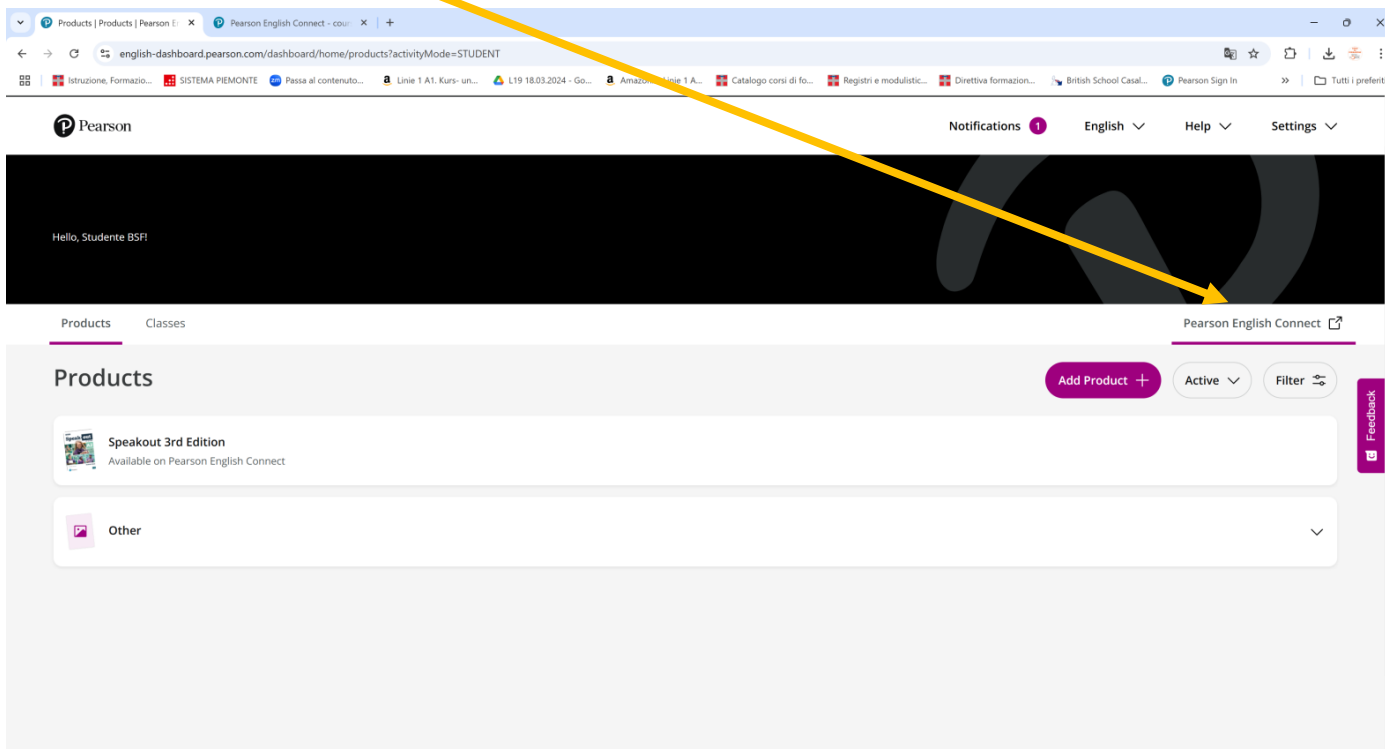 Products | Products | Pearson E
Pearson English Connect - cour
english-dashboard.pearson.com/dashboard/home/products?activityMode=STUDENT
Istruzione, Formazio... SISTEMA PIEMONTE Passa al contenuto... Linie 1 A1. Kurs- un... L19 18.03.2024 - Go... Linie 1 A... Catalogo corsi di fo... Registri e modulistic... Direttiva formazion... British School Casal... Pearson Sign In » Tutti i preferit
Pearson
Notifications 1 English Help Settings
Hello, Studente BSF!
Products Classes Pearson English Connect
Products
Add Product + Active Filter
Feedback
Speakout 3rd Edition
Available on Pearson English Connect
Other